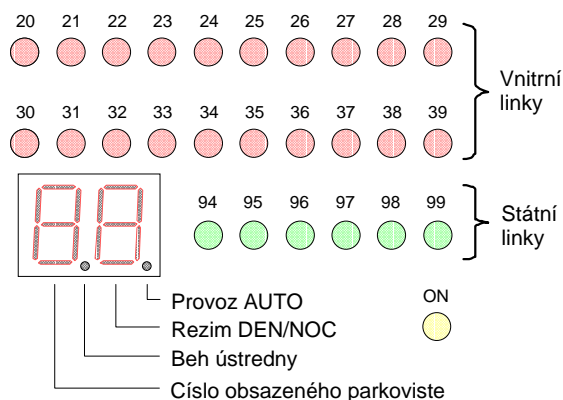 20 21 22 23 24 25 26 27 28 29
Vnitrní
linky
30 31 32 33 34 35 36 37 38 39
94 95 96 97 98 99
Státní
linky
ON
Provoz AUTO
Rezim DEN/NOC
Beh ústredny
Císlo obsazeného parkoviste